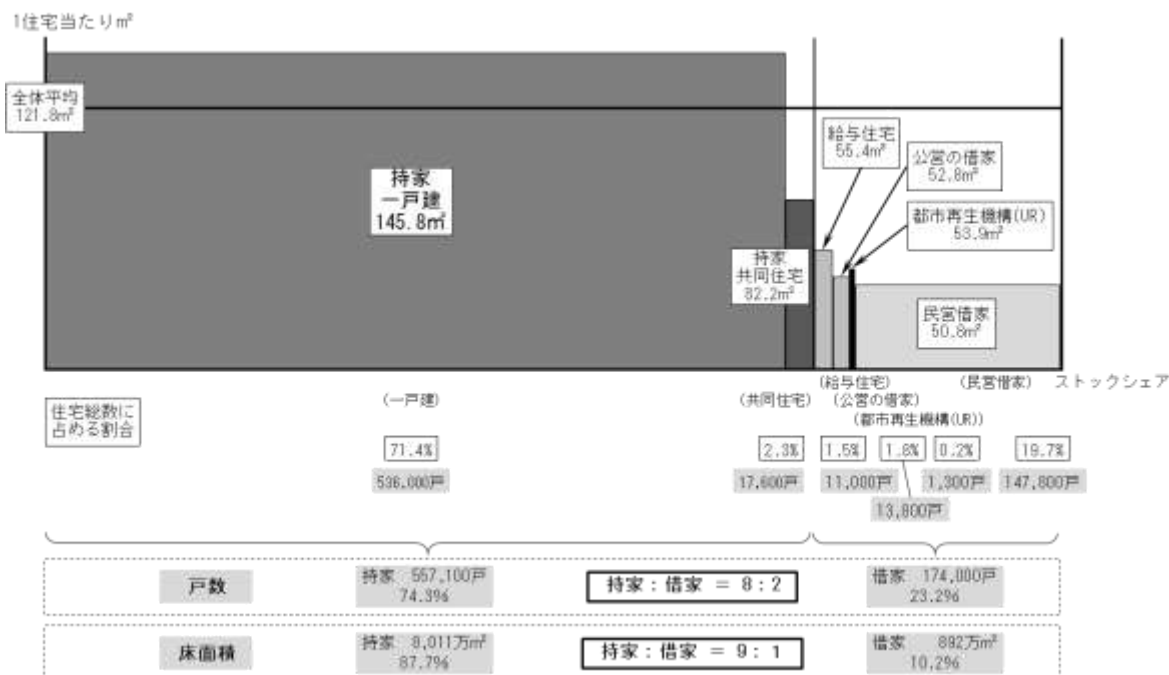 1住宅当たり㎡
全体平均
121.8㎡
持家
一戸建
145.8㎡
給与住宅
55.4㎡
公営の借家
52.8㎡
都市再生機構(UR)
53.9㎡
持家
共同住宅
82.2㎡
民営借家
50.8㎡
(給与住宅)
(民営借家)
ストックシェア
住宅総数に
占める割合
(一戸建)
(共同住宅)
(公営の借家)
(都市再生機構(UR))
71.4%
2.3%
1.5%
1.8%
0.2%
19.7%
536,000戸
17,600戸
11,000戸
1,300戸
147,800戸
13,800戸
戸数
持家 557,100戸
74.3%
持家：借家 ＝ 8：2
借家 174,000戸
23.2%
床面積
持家 8,011万㎡
87.7%
持家：借家 ＝ 9：1
借家 892万㎡
10.2%